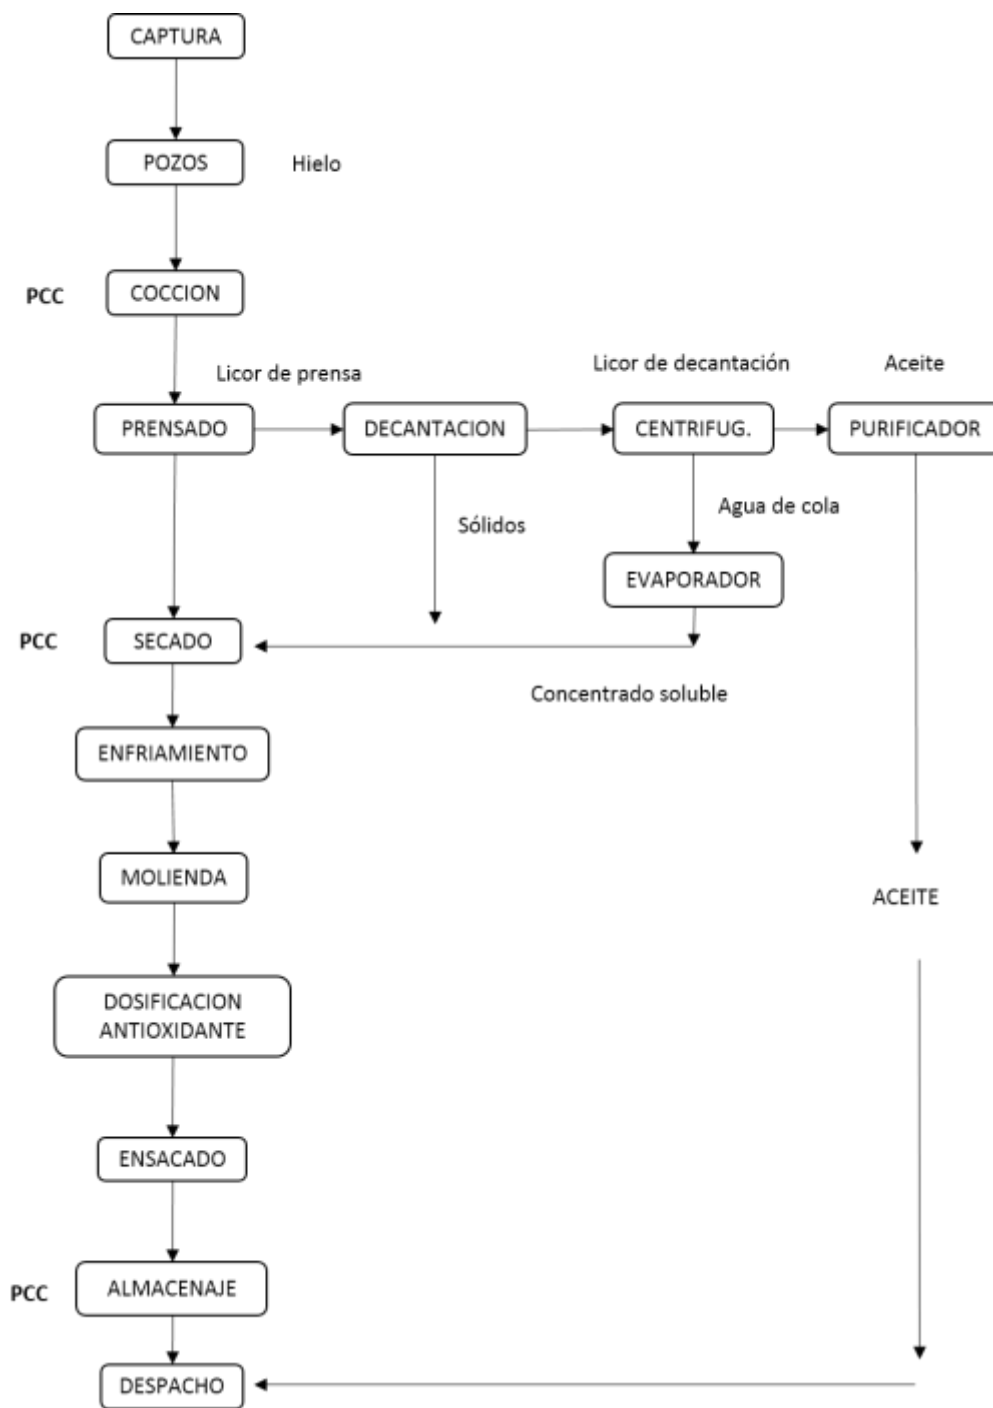 CAPTURA
POZOS
Hielo
PCC
COCCION
Licor de prensa
Licor de decantación
Aceite
PRENSADO
DECANTACION
CENTRIFUG.
PURIFICADOR
Sólidos
Agua de cola
EVAPORADOR
PCC
SECADO
Concentrado soluble
ENFRIAMIENTO
MOLIENDA
ACEITE
DOSIFICACION
ANTIOXIDANTE
ENSACADO
PCC
ALMACENAJE
DESPACHO